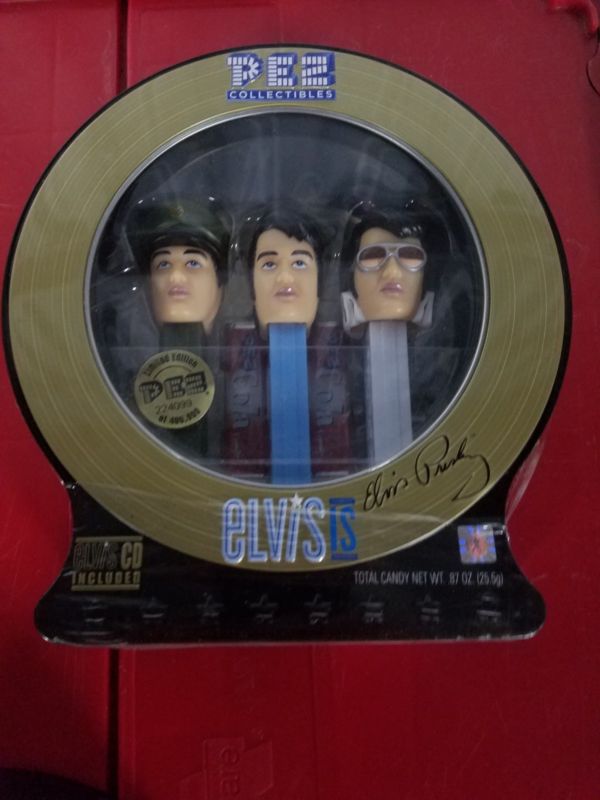 PEZ
COLLECTIBLES
Limited Edition
PEZ
224099
of 400,000
Elvis Presley
ELVIS IS
ELVIS CD
INCLUDED
TOTAL CANDY NET WT. .87 OZ. (25.5g)